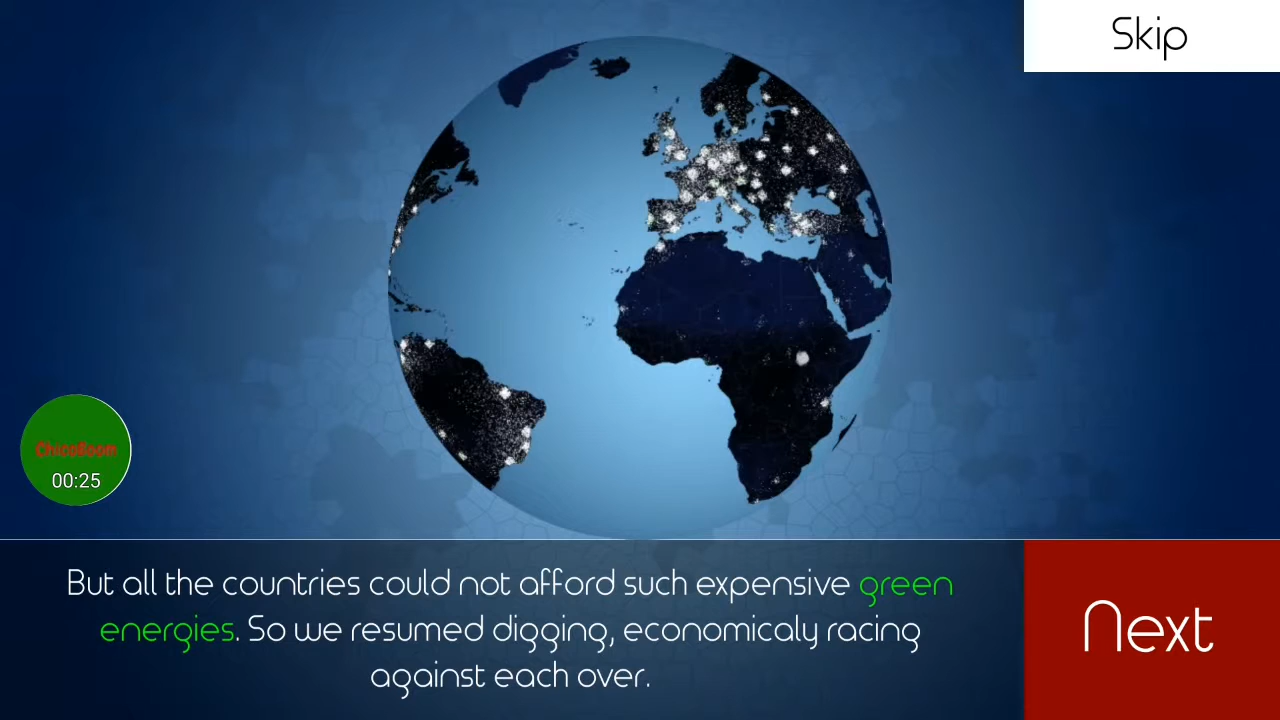 Skip
ChicoBoom
00:25
But all the countries could not afford such expensive green
energies. So we resumed digging, economicaly racing
against each over.
Next